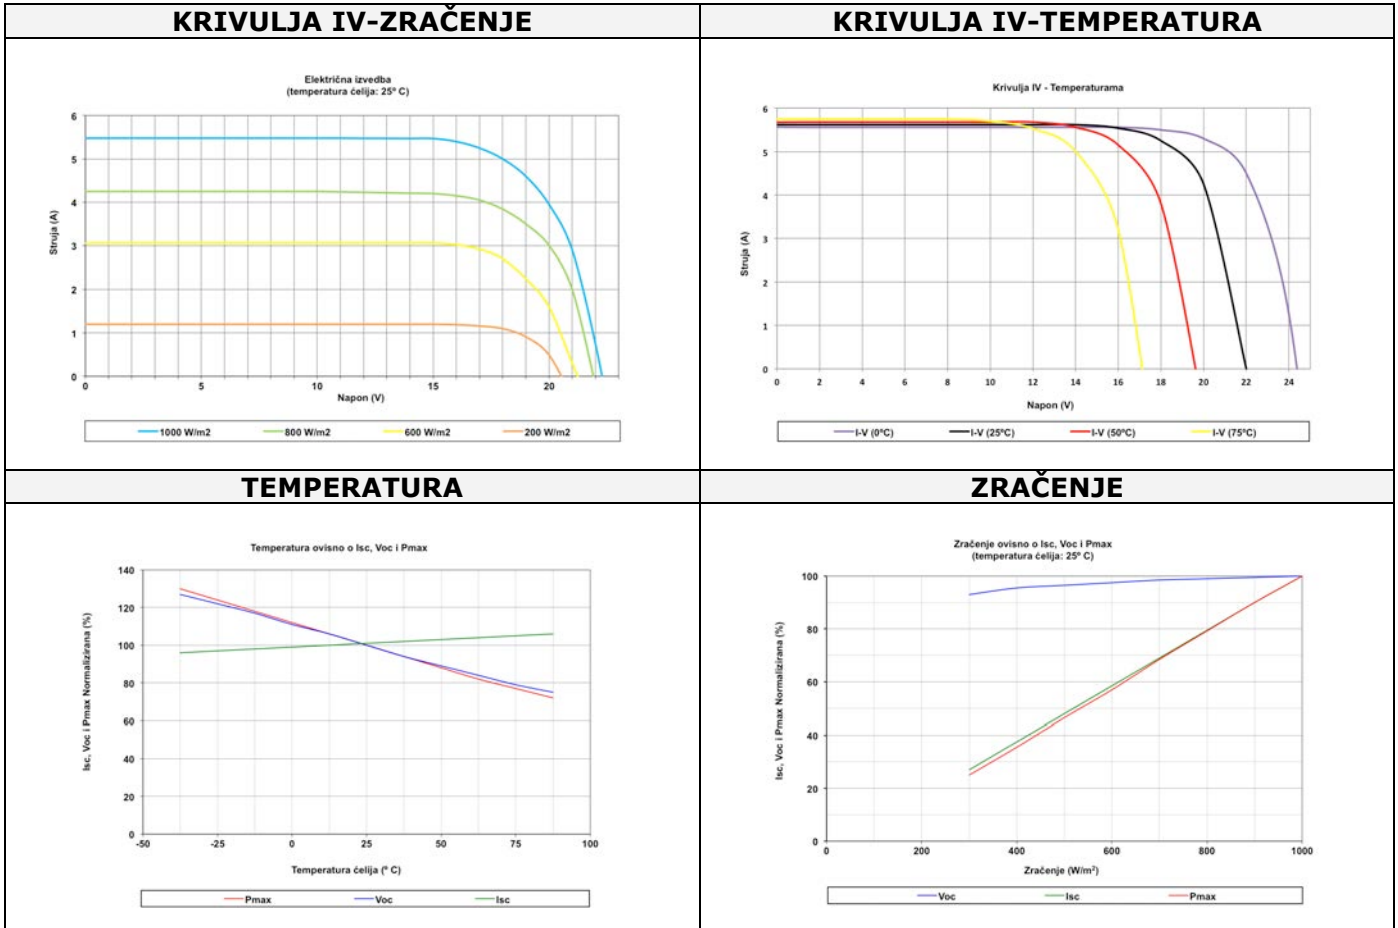 KRIVULJA IV-ZRAČENJE
Električna izvedba
(temperatura ćelija: 25º C)
Struja (A)
6
5
4
3
2
1
0
0 5 10 15 20
Napon (V)
1000 W/m2 800 W/m2 600 W/m2 200 W/m2
KRIVULJA IV-TEMPERATURA
Krivulja IV - Temperaturama
Struja (A)
6
5
4
3
2
1
0
0 2 4 6 8 10 12 14 16 18 20 22 24
Napon (V)
I-V (0ºC) I-V (25ºC) I-V (50ºC) I-V (75ºC)
TEMPERATURA
Temperatura ovisno o Isc, Voc i Pmax
Isc, Voc i Pmax Normalizirana (%)
140
120
100
80
60
40
20
0
-50 -25 0 25 50 75 100
Temperatura ćelija (º C)
Pmax Voc Isc
ZRAČENJE
Zračenje ovisno o Isc, Voc i Pmax
(temperatura ćelija: 25º C)
Isc, Voc i Pmax Normalizirana (%)
100
80
60
40
20
0
0 200 400 600 800 1000
Zračenje (W/m²)
Voc Isc Pmax